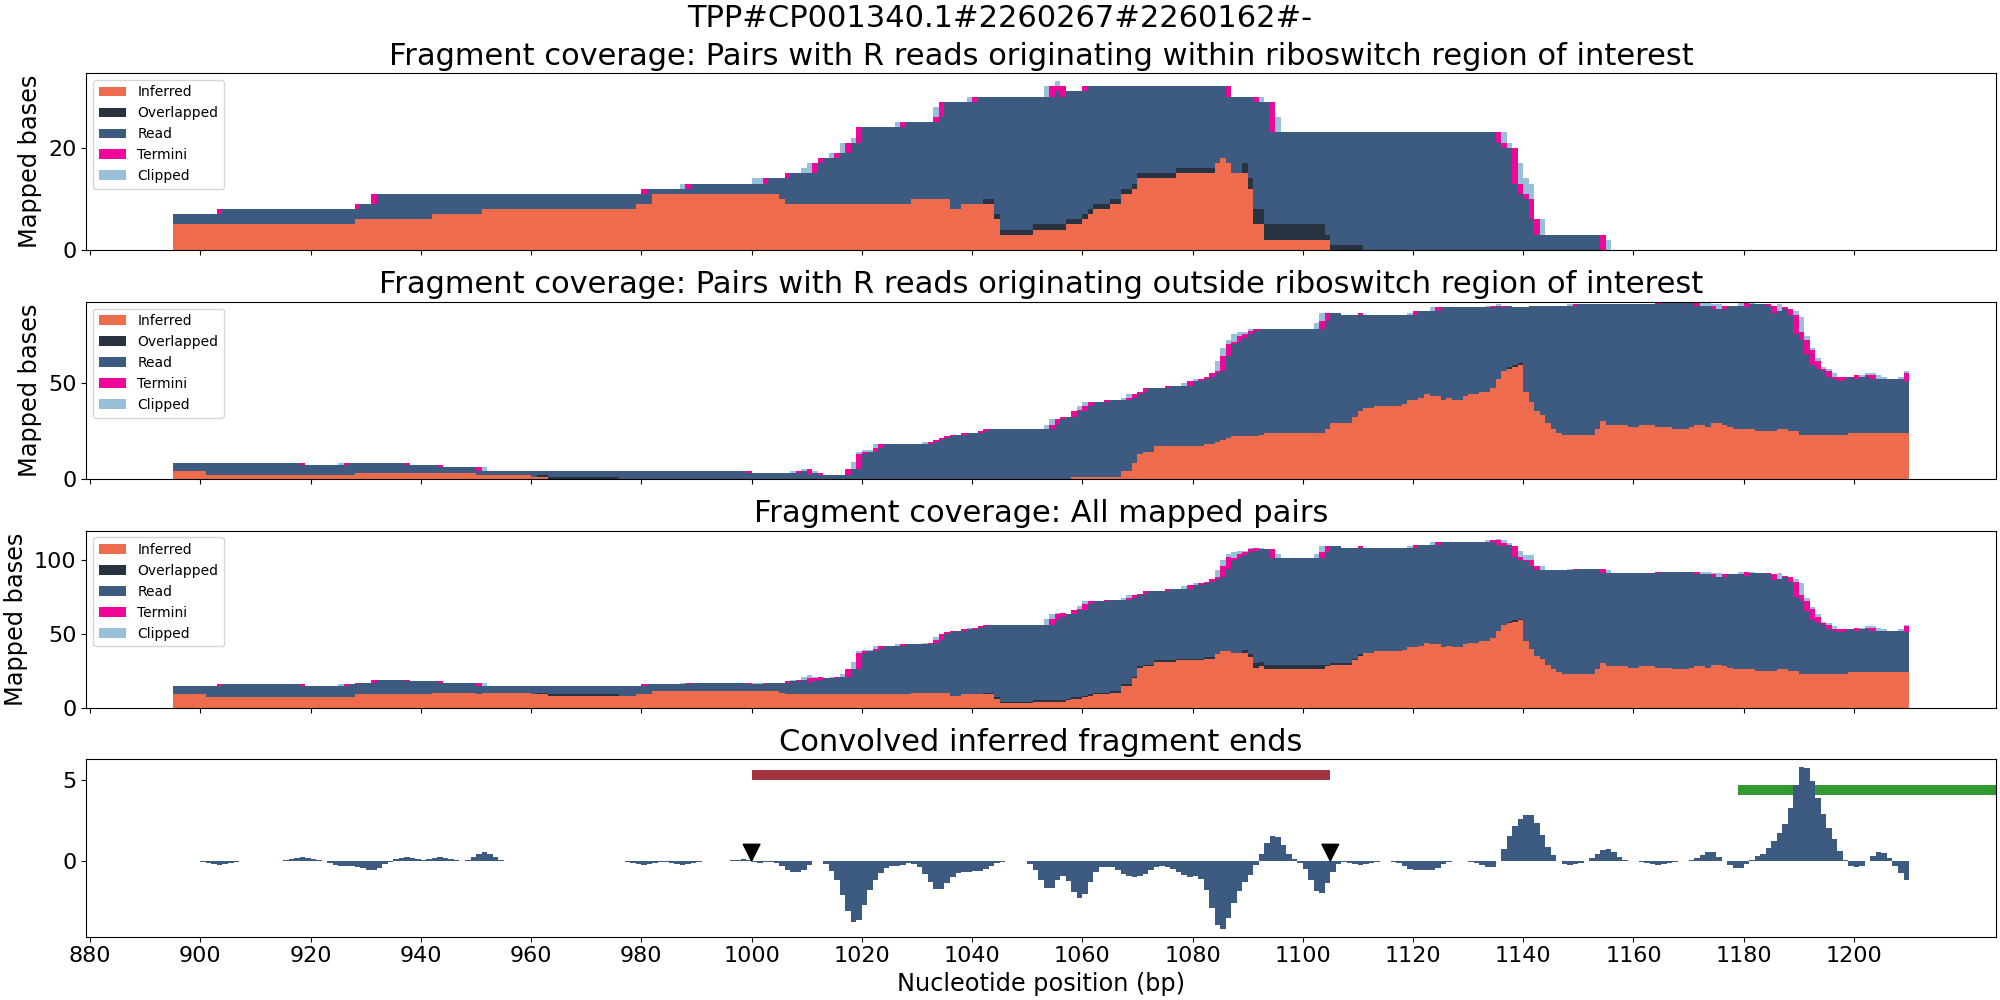 TPP#CP001340.1#2260267#2260162#-
Fragment coverage: Pairs with R reads originating within riboswitch region of interest
Mapped bases
20
0
Inferred
Overlapped
Read
Termini
Clipped
Fragment coverage: Pairs with R reads originating outside riboswitch region of interest
Mapped bases
50
0
Inferred
Overlapped
Read
Termini
Clipped
Fragment coverage: All mapped pairs
Mapped bases
100
50
0
Inferred
Overlapped
Read
Termini
Clipped
Convolved inferred fragment ends
5
0
880 900 920 940 960 980 1000 1020 1040 1060 1080 1100 1120 1140 1160 1180 1200
Nucleotide position (bp)